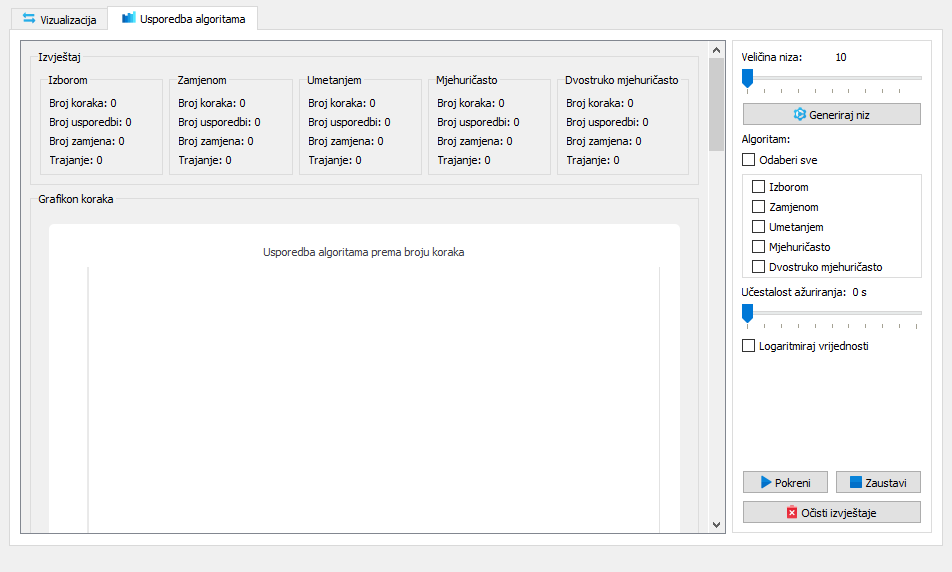 Vizualizacija
Usporedba algoritama
Izvještaj
Izborom
Broj koraka: 0
Broj usporedbi: 0
Broj zamjena: 0
Trajanje: 0
Zamjenom
Broj koraka: 0
Broj usporedbi: 0
Broj zamjena: 0
Trajanje: 0
Umetanjem
Broj koraka: 0
Broj usporedbi: 0
Broj zamjena: 0
Trajanje: 0
Mjehuričasto
Broj koraka: 0
Broj usporedbi: 0
Broj zamjena: 0
Trajanje: 0
Dvostruko mjehuričasto
Broj koraka: 0
Broj usporedbi: 0
Broj zamjena: 0
Trajanje: 0
Grafikon koraka
Usporedba algoritama prema broju koraka
Veličina niza: 10
Generiraj niz
Algoritam:
Odaberi sve
Izborom
Zamjenom
Umetanjem
Mjehuričasto
Dvostruko mjehuričasto
Učestalost ažuriranja: 0 s
Logaritmiraj vrijednosti
Pokreni
Zaustavi
Očisti izvještaje